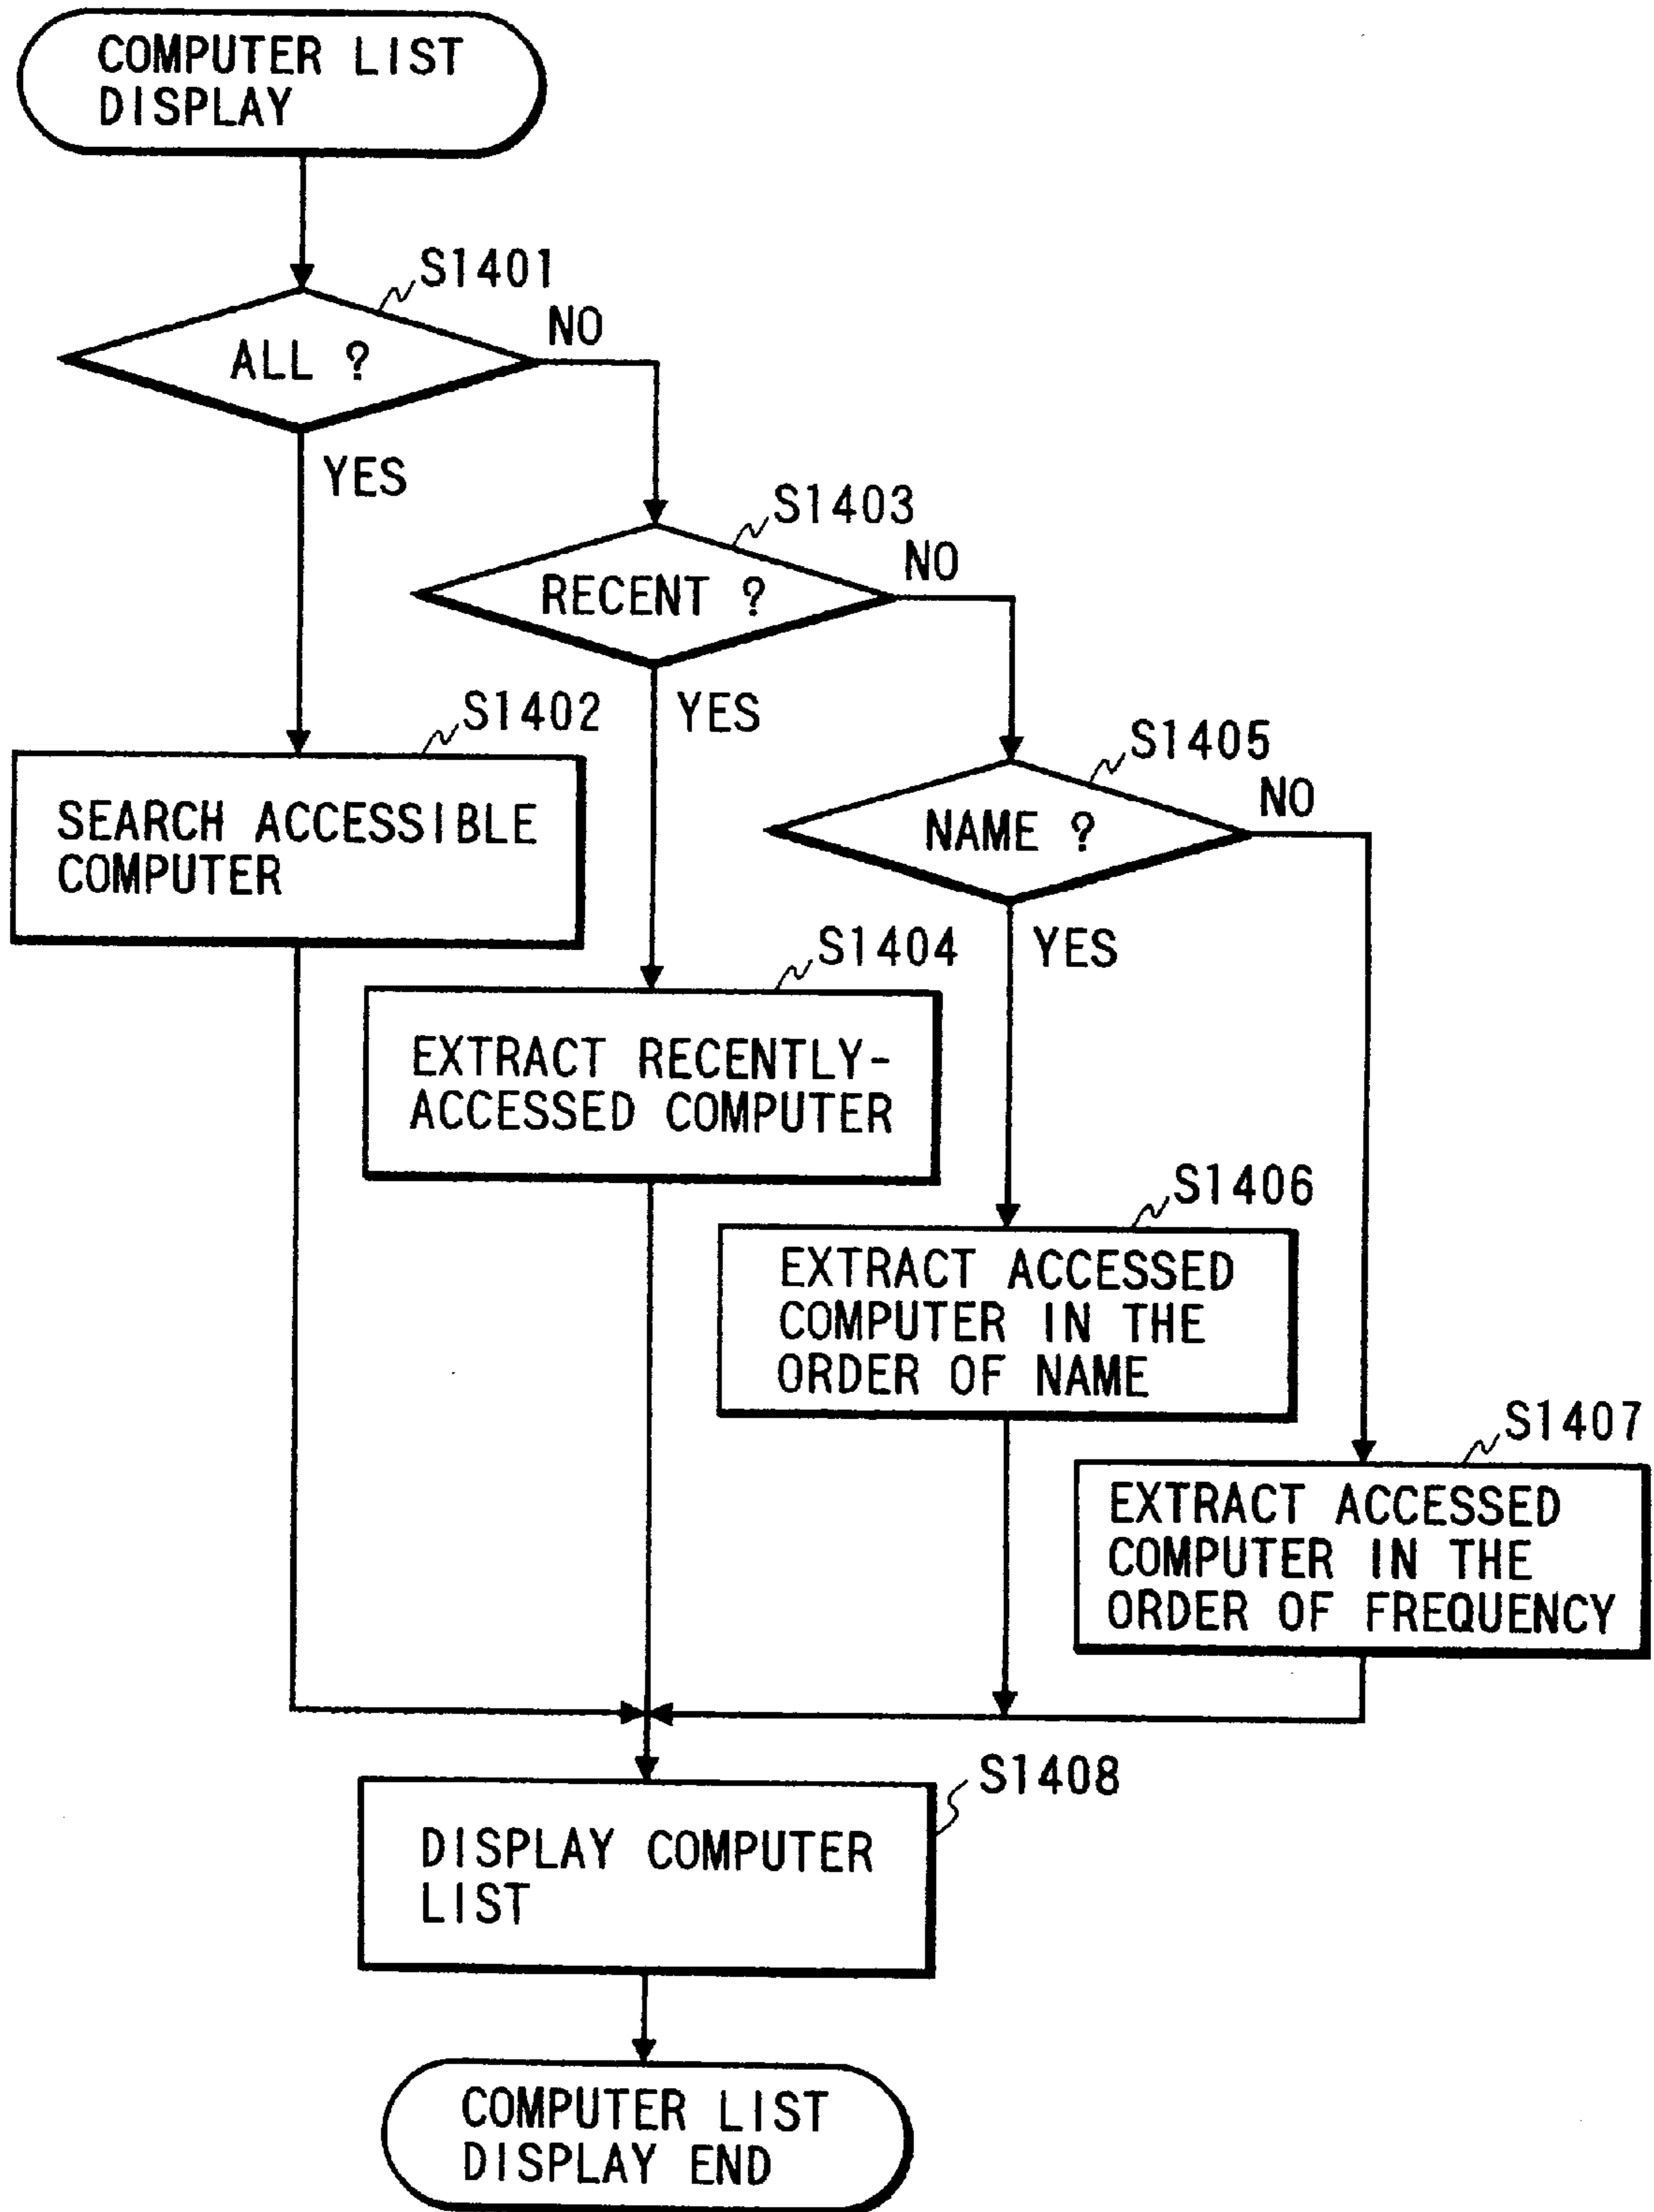 COMPUTER LIST
DISPLAY
S1401
ALL ?
NO
YES
S1403
RECENT ?
NO
YES
S1402
SEARCH ACCESSIBLE
COMPUTER
S1405
NAME ?
NO
YES
S1404
EXTRACT RECENTLY-
ACCESSED COMPUTER
S1406
EXTRACT ACCESSED
COMPUTER IN THE
ORDER OF NAME
S1407
EXTRACT ACCESSED
COMPUTER IN THE
ORDER OF FREQUENCY
S1408
DISPLAY COMPUTER
LIST
COMPUTER LIST
DISPLAY END